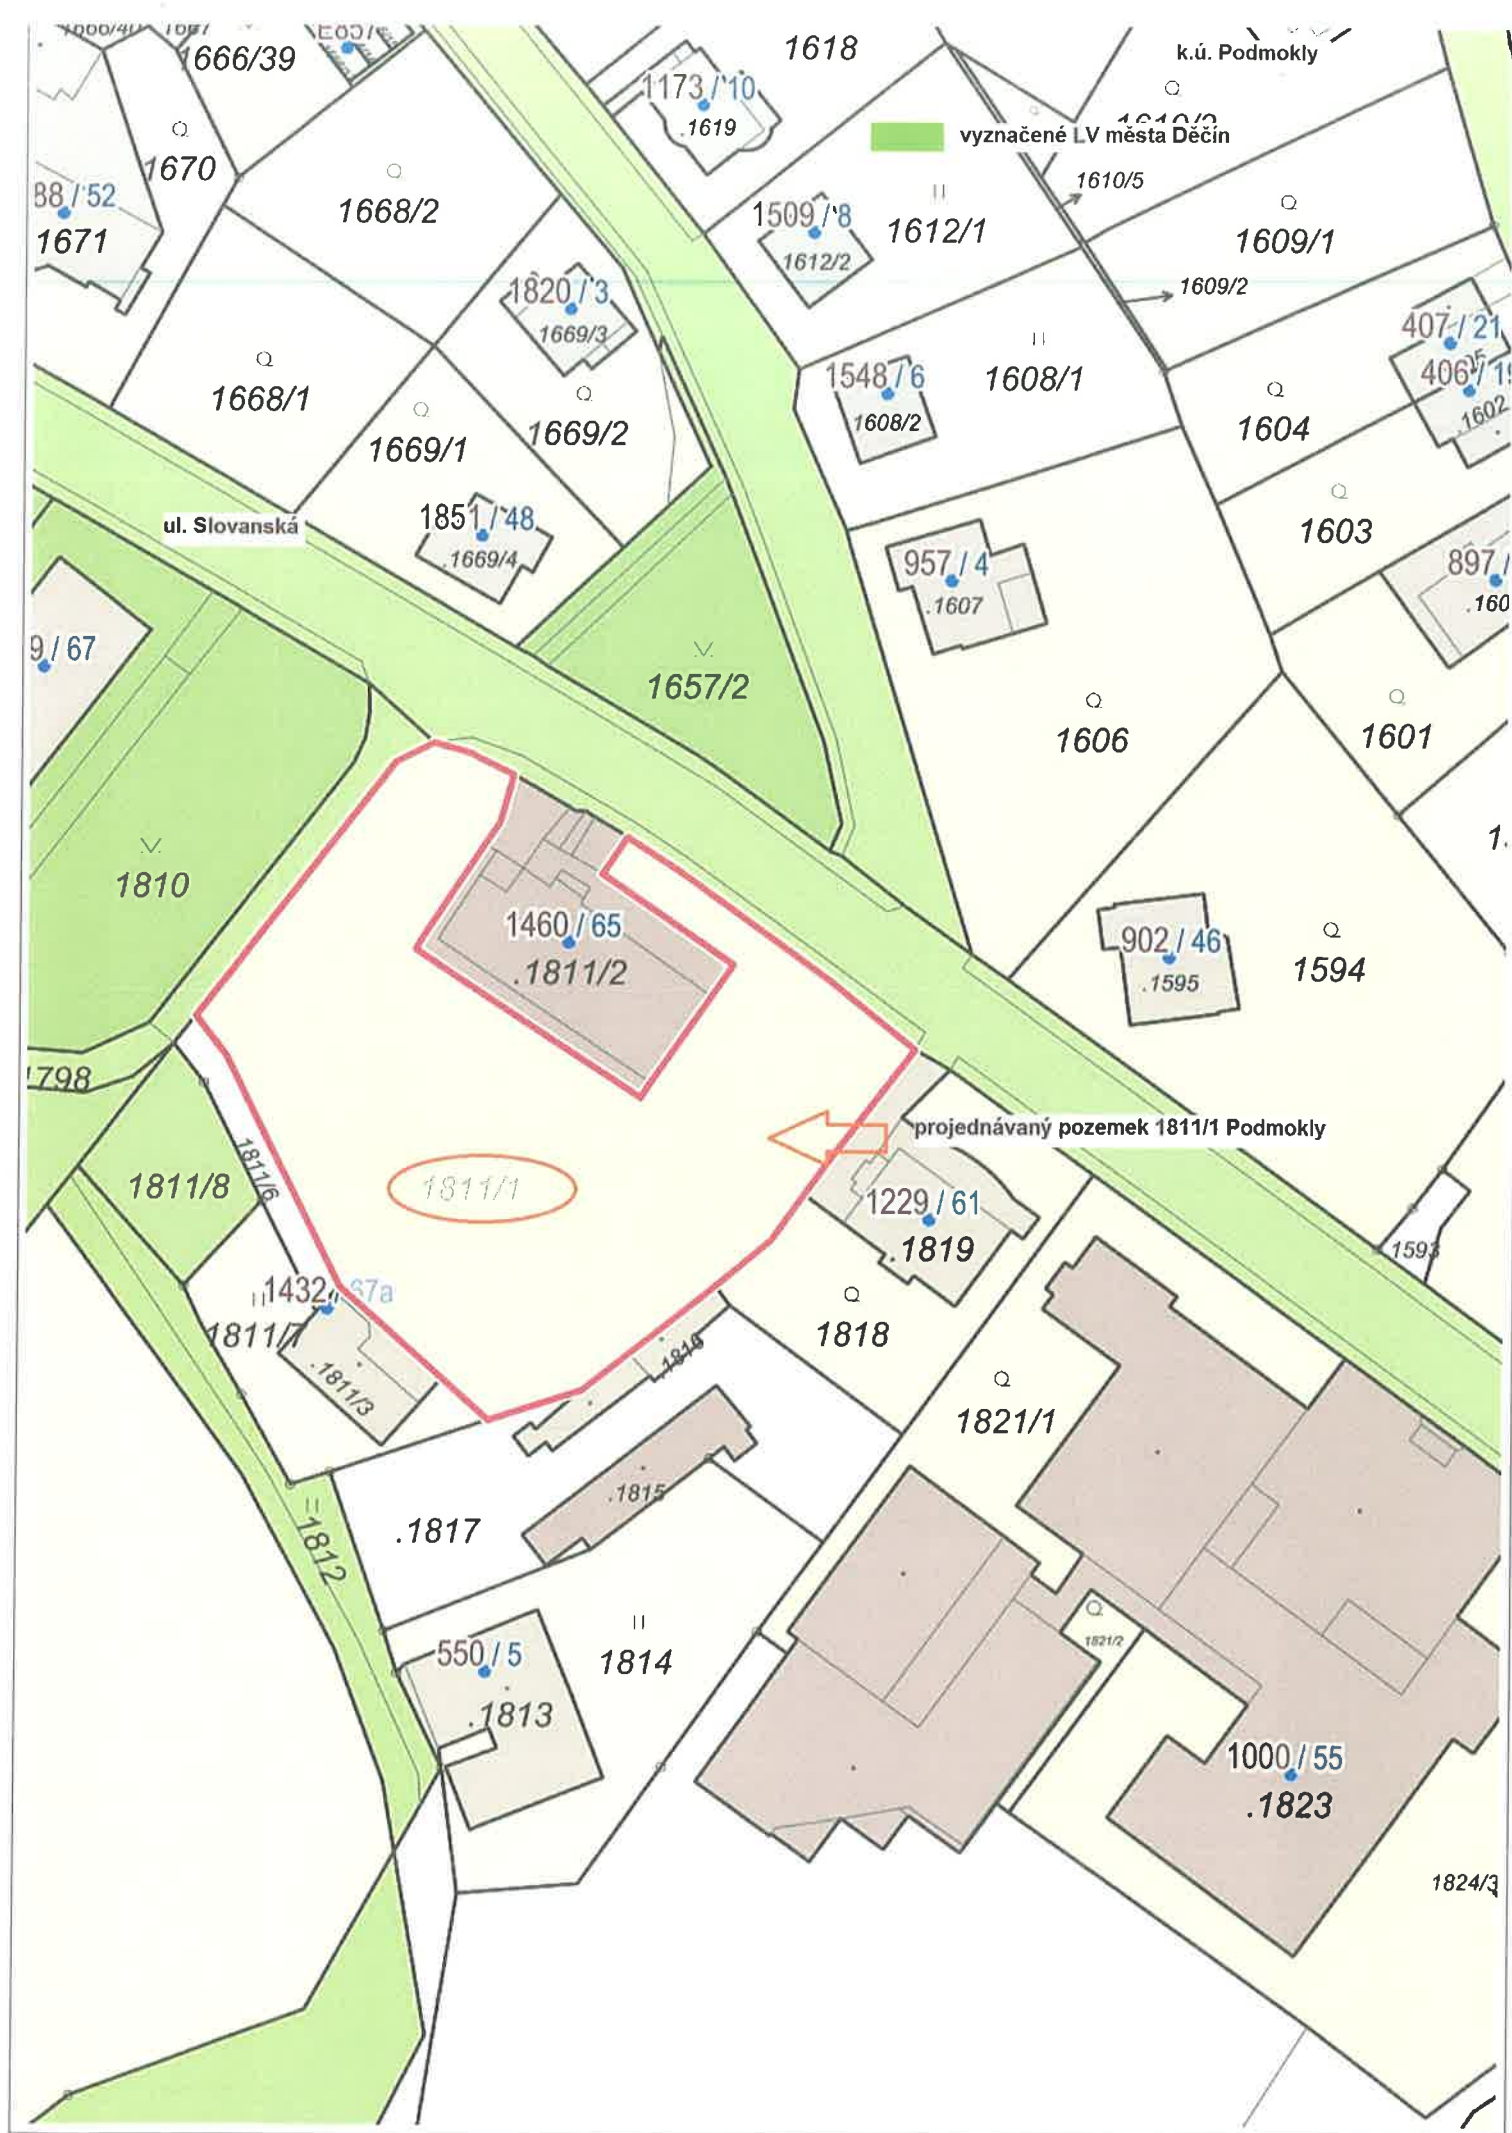 1666/39
1618
k.ú. Podmokly
1173 / 10
.1619
vyznačené LV města Děčín
1670
1668/2
1610/5
88 / 52
1671
1509 / 8
1612/2
1612/1
1609/1
1609/2
1820 / 3
1669/3
407 / 21
1668/1
1669/1
1669/2
1548 / 6
1608/2
1608/1
1604
.1602
ul. Slovanská
1851 / 48
.1669/4
957 / 4
.1607
1603
897 /
9 / 67
1657/2
1606
1601
1810
1460 / 65
.1811/2
902 / 46
.1595
1594
1798
projednávaný pozemek 1811/1 Podmokly
1811/8
1811/6
1811/1
1229 / 61
.1819
1593
1432 / 67a
1811/7
.1811/3
.1816
1818
1821/1
.1815
.1817
1812
1821/2
550 / 5
.1813
1814
1000 / 55
.1823
1824/3